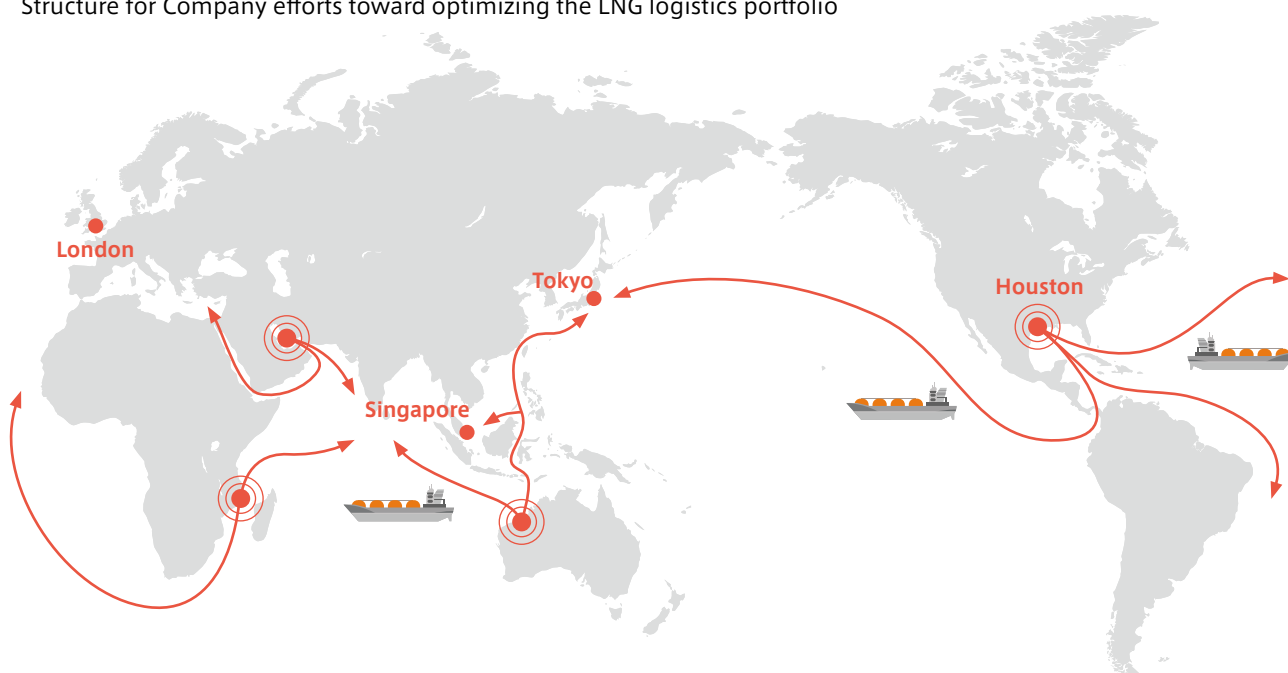 Structure for Company efforts toward optimizing the LNG logistics portfolio
London
Tokyo
Houston
Singapore